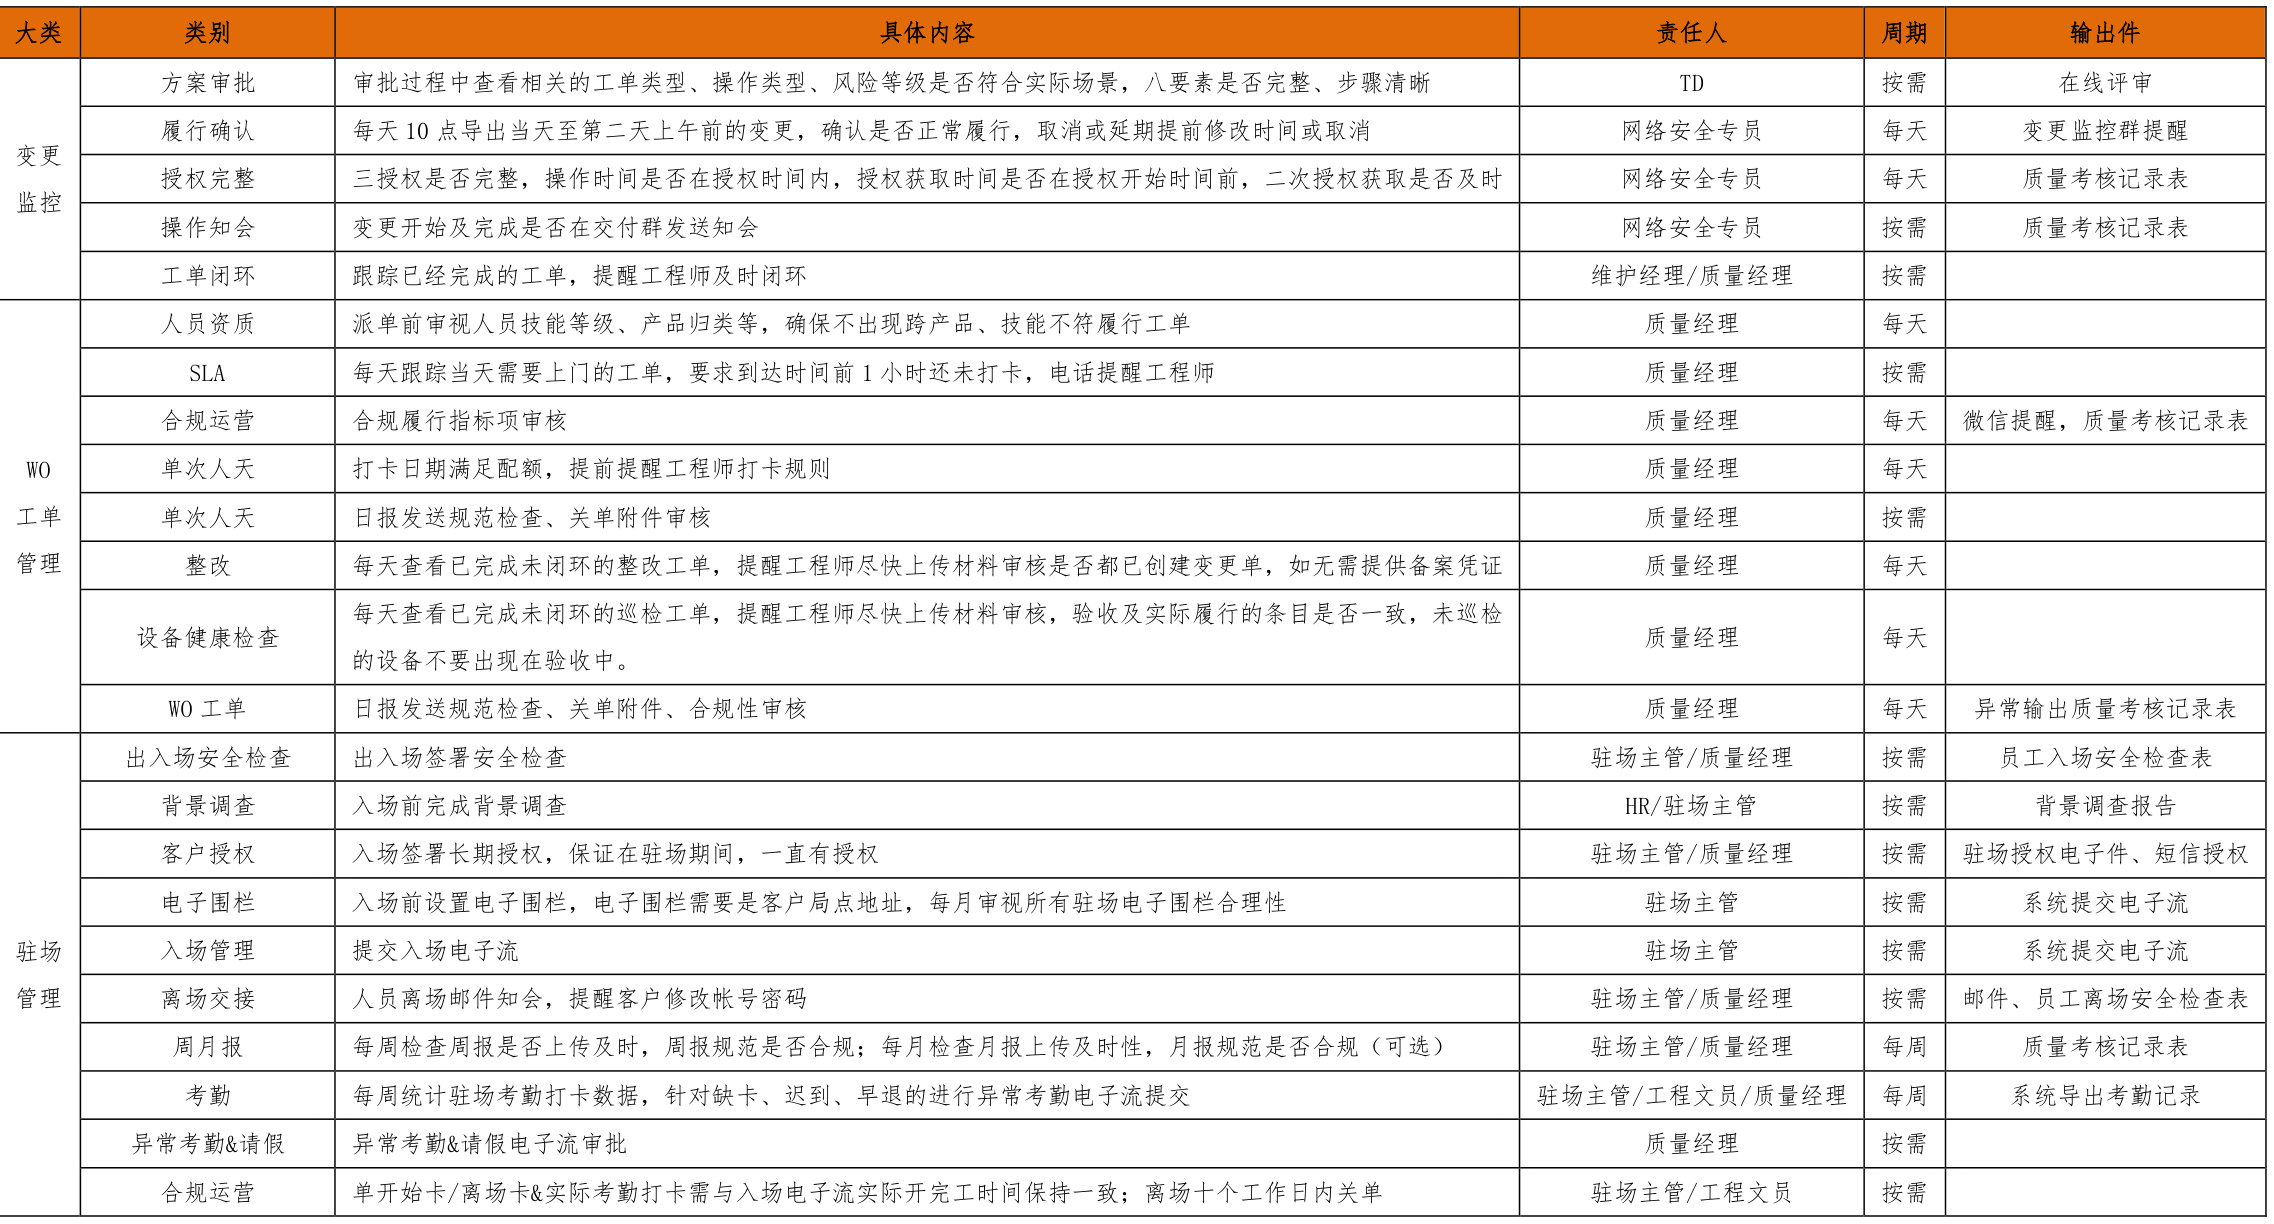 大类 类别 具体内容 责任人 周期 输出件
变更监控
方案审批 审批过程中查看相关的工单类型、操作类型、风险等级是否符合实际场景，八要素是否完整、步骤清晰 TD 按需 在线评审
履行确认 每天 10 点导出当天至第二天上午前的变更，确认是否正常履行，取消或延期提前修改时间或取消 网络安全专员 每天 变更监控群提醒
授权完整 三授权是否完整，操作时间是否在授权时间内，授权获取时间是否在授权开始时间前，二次授权获取是否及时 网络安全专员 每天 质量考核记录表
操作知会 变更开始及完成是否在交付群发送知会 网络安全专员 按需 质量考核记录表
工单闭环 跟踪已经完成的工单，提醒工程师及时闭环 维护经理/质量经理 按需
WO 工单管理
人员资质 派单前审视人员技能等级、产品归类等，确保不出现跨产品、技能不符履行工单 质量经理 每天
SLA 每天跟踪当天需要上门的工单，要求到达时间前 1 小时还未打卡，电话提醒工程师 质量经理 按需
合规运营 合规履行指标项审核 质量经理 每天 微信提醒，质量考核记录表
单次人天 打卡日期满足配额，提前提醒工程师打卡规则 质量经理 每天
单次人天 日报发送规范检查、关单附件审核 质量经理 按需
整改 每天查看已完成未闭环的整改工单，提醒工程师尽快上传材料审核是否都已创建变更单，如无需提供备案凭证 质量经理 每天
设备健康检查 每天查看已完成未闭环的巡检工单，提醒工程师尽快上传材料审核，验收及实际履行的条目是否一致，未巡检
的设备不要出现在验收中。 质量经理 每天
WO 工单 日报发送规范检查、关单附件、合规性审核 质量经理 每天 异常输出质量考核记录表
驻场管理
出入场安全检查 出入场签署安全检查 驻场主管/质量经理 按需 员工入场安全检查表
背景调查 入场前完成背景调查 HR/驻场主管 按需 背景调查报告
客户授权 入场签署长期授权，保证在驻场期间，一直有授权 驻场主管/质量经理 按需 驻场授权电子件、短信授权
电子围栏 入场前设置电子围栏，电子围栏需要是客户局点地址，每月审视所有驻场电子围栏合理性 驻场主管 按需 系统提交电子流
入场管理 提交入场电子流 驻场主管 按需 系统提交电子流
离场交接 人员离场邮件知会，提醒客户修改帐号密码 驻场主管/质量经理 按需 邮件、员工离场安全检查表
周月报 每周检查周报是否上传及时，周报规范是否合规；每月检查月报上传及时性，月报规范是否合规（可选） 驻场主管/质量经理 每周 质量考核记录表
考勤 每周统计驻场考勤打卡数据，针对缺卡、迟到、早退的进行异常考勤电子流提交 驻场主管/工程文员/质量经理 每周 系统导出考勤记录
异常考勤&请假 异常考勤&请假电子流审批 质量经理 按需
合规运营 单开始卡/离场卡&实际考勤打卡需与入场电子流实际开完工时间保持一致；离场十个工作日内关单 驻场主管/工程文员 按需